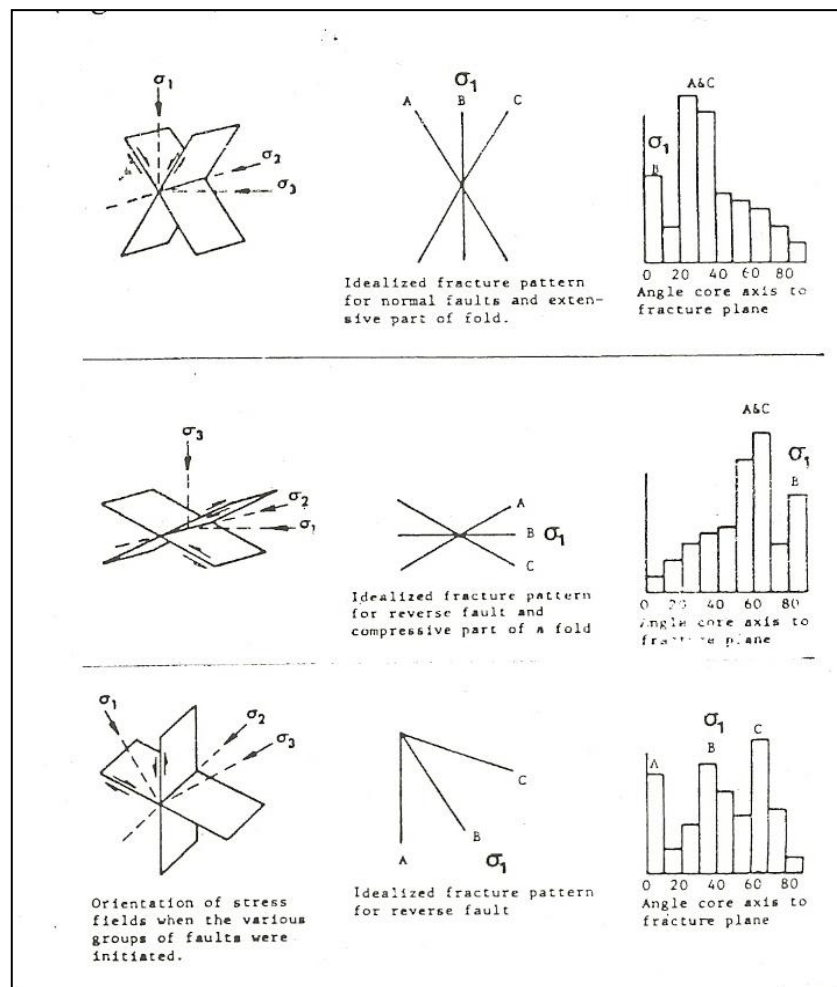 σ1
σ2
σ3
σ1
A B C
Idealized fracture pattern
for normal faults and exten-
sive part of fold.
A&C
σ1
B
0 20 40 60 80
Angle core axis to
fracture plane
σ3
σ2
σ1
A
B σ1
C
Idealized fracture pattern
for reverse fault and
compressive part of a fold
A&C
σ1
B
0 20 40 60 80
Angle core axis to
fracture plane
σ1
σ2
σ3
Orientation of stress
fields when the various
groups of faults were
initiated.
C
B
A σ1
Idealized fracture pattern
for reverse fault
σ1
A B C
0 20 40 60 80
Angle core axis to
fracture plane